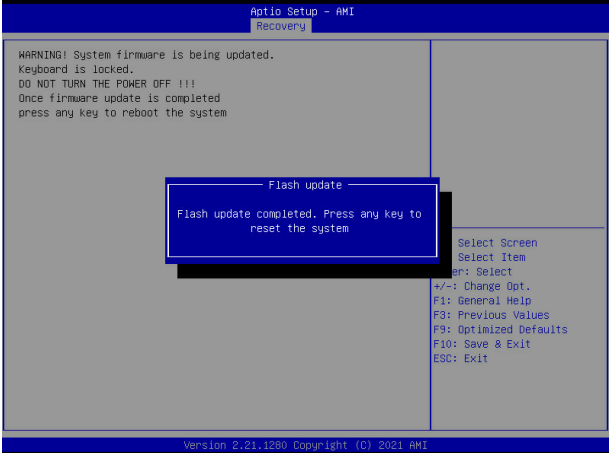 Aptio Setup – AMI
Recovery
WARNING! System firmware is being updated.
Keyboard is locked.
DO NOT TURN THE POWER OFF !!!
Once firmware update is completed
press any key to reboot the system
Flash update
Flash update completed. Press any key to
reset the system
Select Screen
Select Item
er: Select
+/-: Change Opt.
F1: General Help
F3: Previous Values
F9: Optimized Defaults
F10: Save & Exit
ESC: Exit
Version 2.21.1280 Copyright (C) 2021 AMI